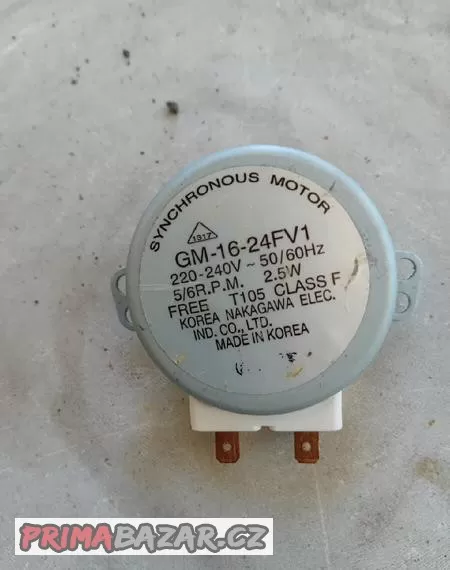 SYNCHRONOUS MOTOR
1317
GM-16-24FV1
220-240V ~ 50/60Hz
5/6R.P.M. 2.5W
FREE T105 CLASS F
KOREA NAKAGAWA ELEC.
IND. CO., LTD.
MADE IN KOREA
PRIMABAZAR.CZ